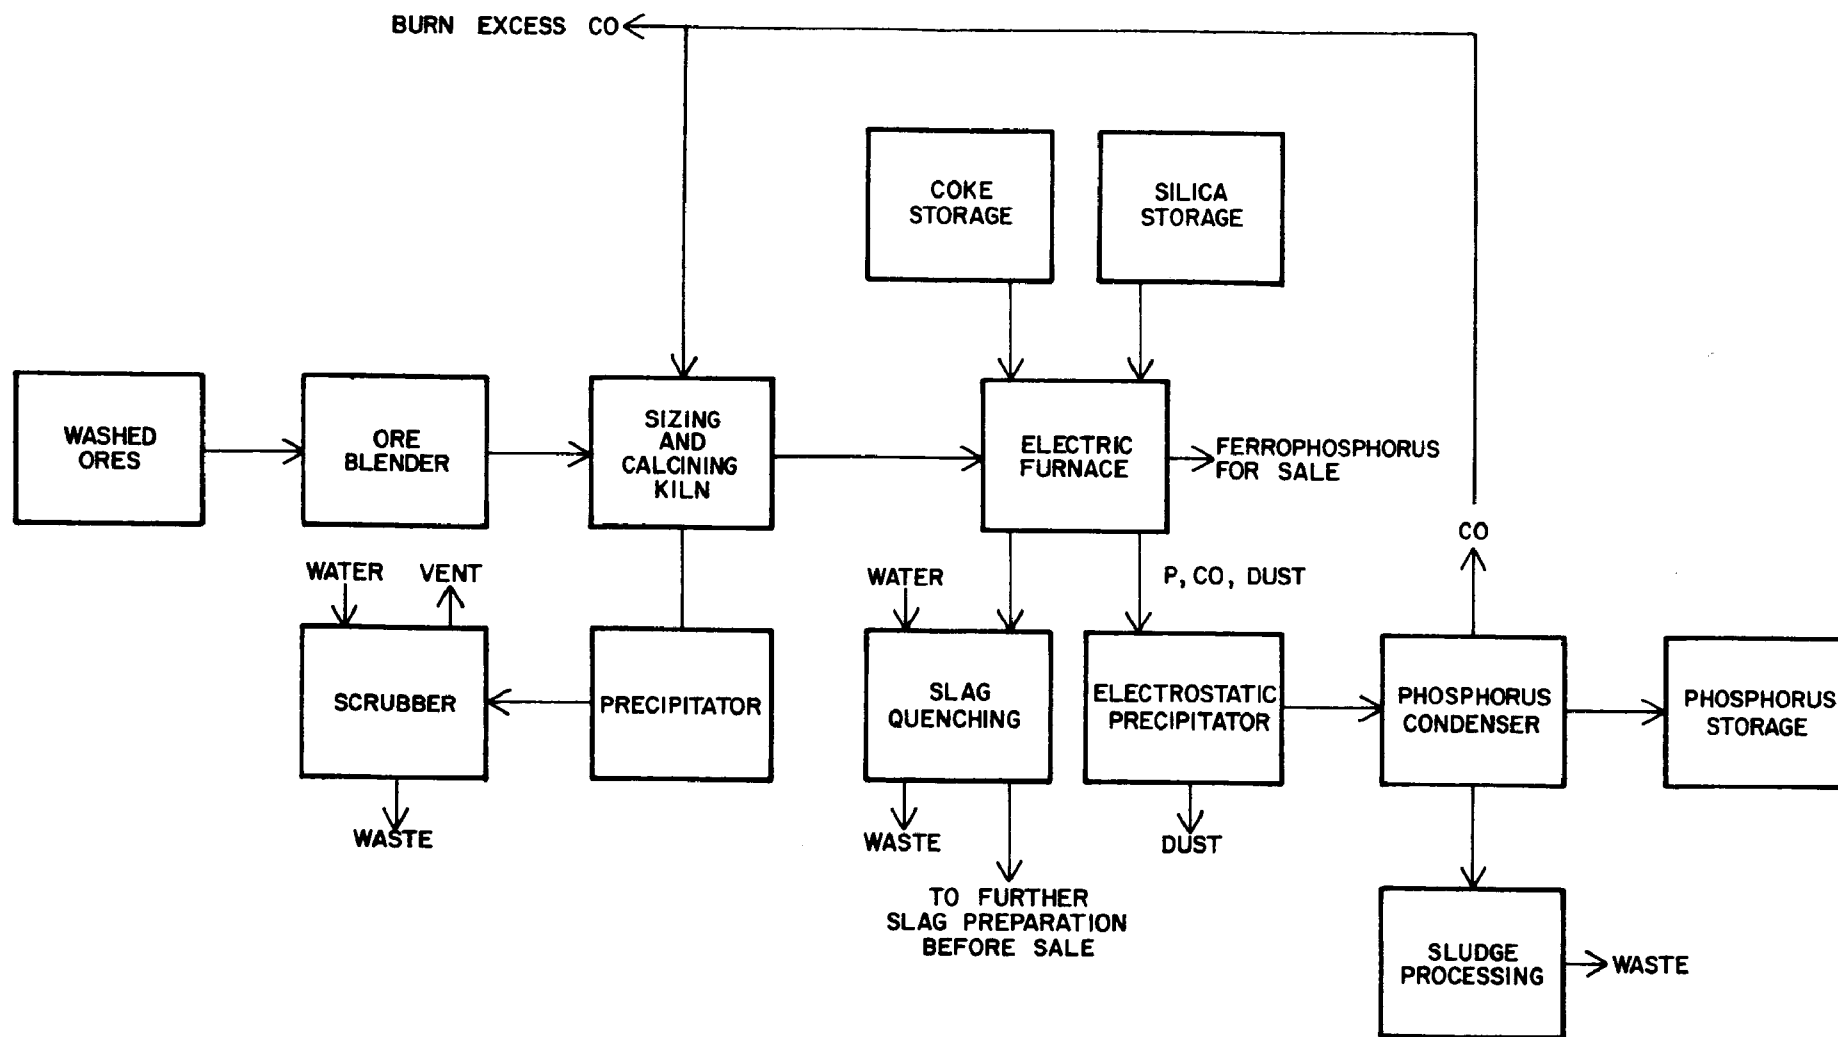 BURN EXCESS CO
COKE
STORAGE
SILICA
STORAGE
WASHED
ORES
ORE
BLENDER
SIZING
AND
CALCINING
KILN
ELECTRIC
FURNACE
FERROPHOSPHORUS
FOR SALE
CO
WATER
VENT
WATER
P, CO, DUST
SCRUBBER
PRECIPITATOR
SLAG
QUENCHING
ELECTROSTATIC
PRECIPITATOR
PHOSPHORUS
CONDENSER
PHOSPHORUS
STORAGE
WASTE
WASTE
DUST
TO FURTHER
SLAG PREPARATION
BEFORE SALE
SLUDGE
PROCESSING
WASTE